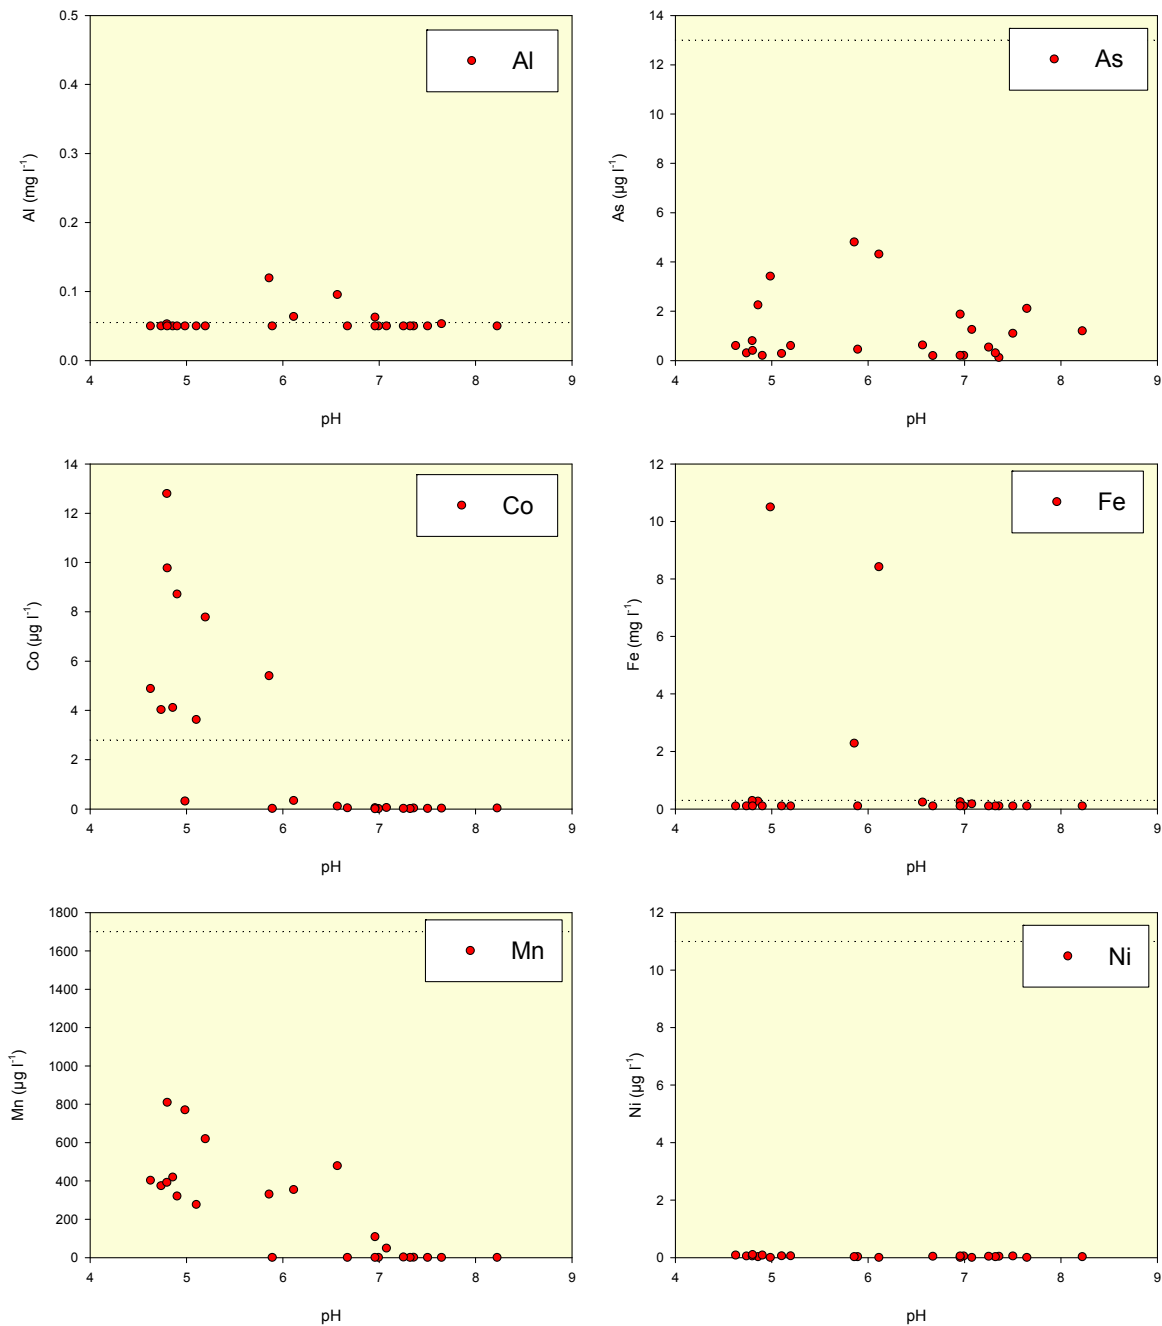 0.5
0.4
0.3
0.2
0.1
0.0
Al (mg l⁻¹)
Al
4 5 6 7 8 9
pH
14
12
10
8
6
4
2
0
As (µg l⁻¹)
As
4 5 6 7 8 9
pH
14
12
10
8
6
4
2
0
Co (µg l⁻¹)
Co
4 5 6 7 8 9
pH
12
10
8
6
4
2
0
Fe (mg l⁻¹)
Fe
4 5 6 7 8 9
pH
1800
1600
1400
1200
1000
800
600
400
200
0
Mn (µg l⁻¹)
Mn
4 5 6 7 8 9
pH
12
10
8
6
4
2
0
Ni (µg l⁻¹)
Ni
4 5 6 7 8 9
pH